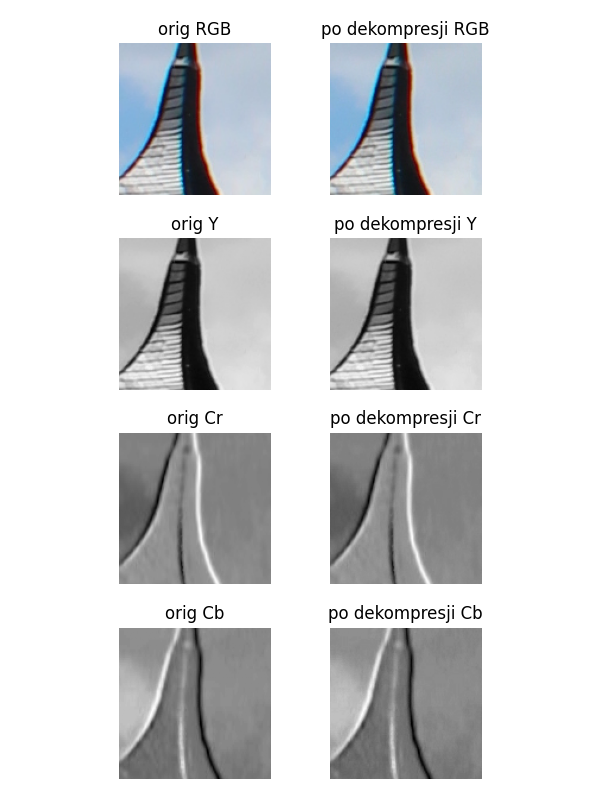 orig RGB
po dekompresji RGB
orig Y
po dekompresji Y
orig Cr
po dekompresji Cr
orig Cb
po dekompresji Cb